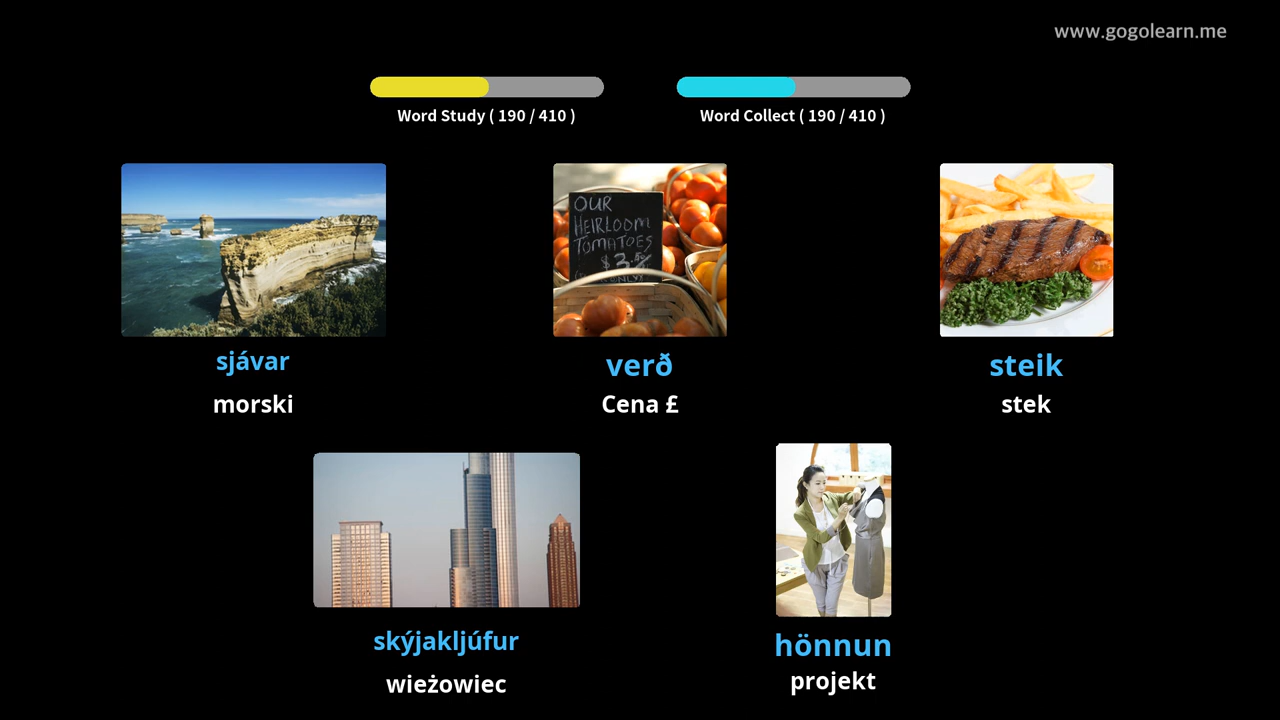 www.gogolearn.me
Word Study ( 190 / 410 )
Word Collect ( 190 / 410 )
OUR
HEIRLOOM
TOMATOES
sjávar
verð
steik
morski
Cena £
stek
skýjakljúfur
hönnun
wieżowiec
projekt